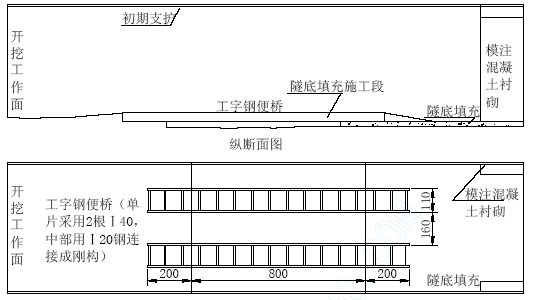 初期支护
开挖工作面
模注混凝土衬砌
隧底填充施工段
工字钢便桥
隧底填充
纵断面图
开挖工作面
工字钢便桥（单
片采用2根Ⅰ40,
中部用Ⅰ20钢连
接成刚构）
模注混凝
土衬砌
110
160
200
800
200
隧底填充